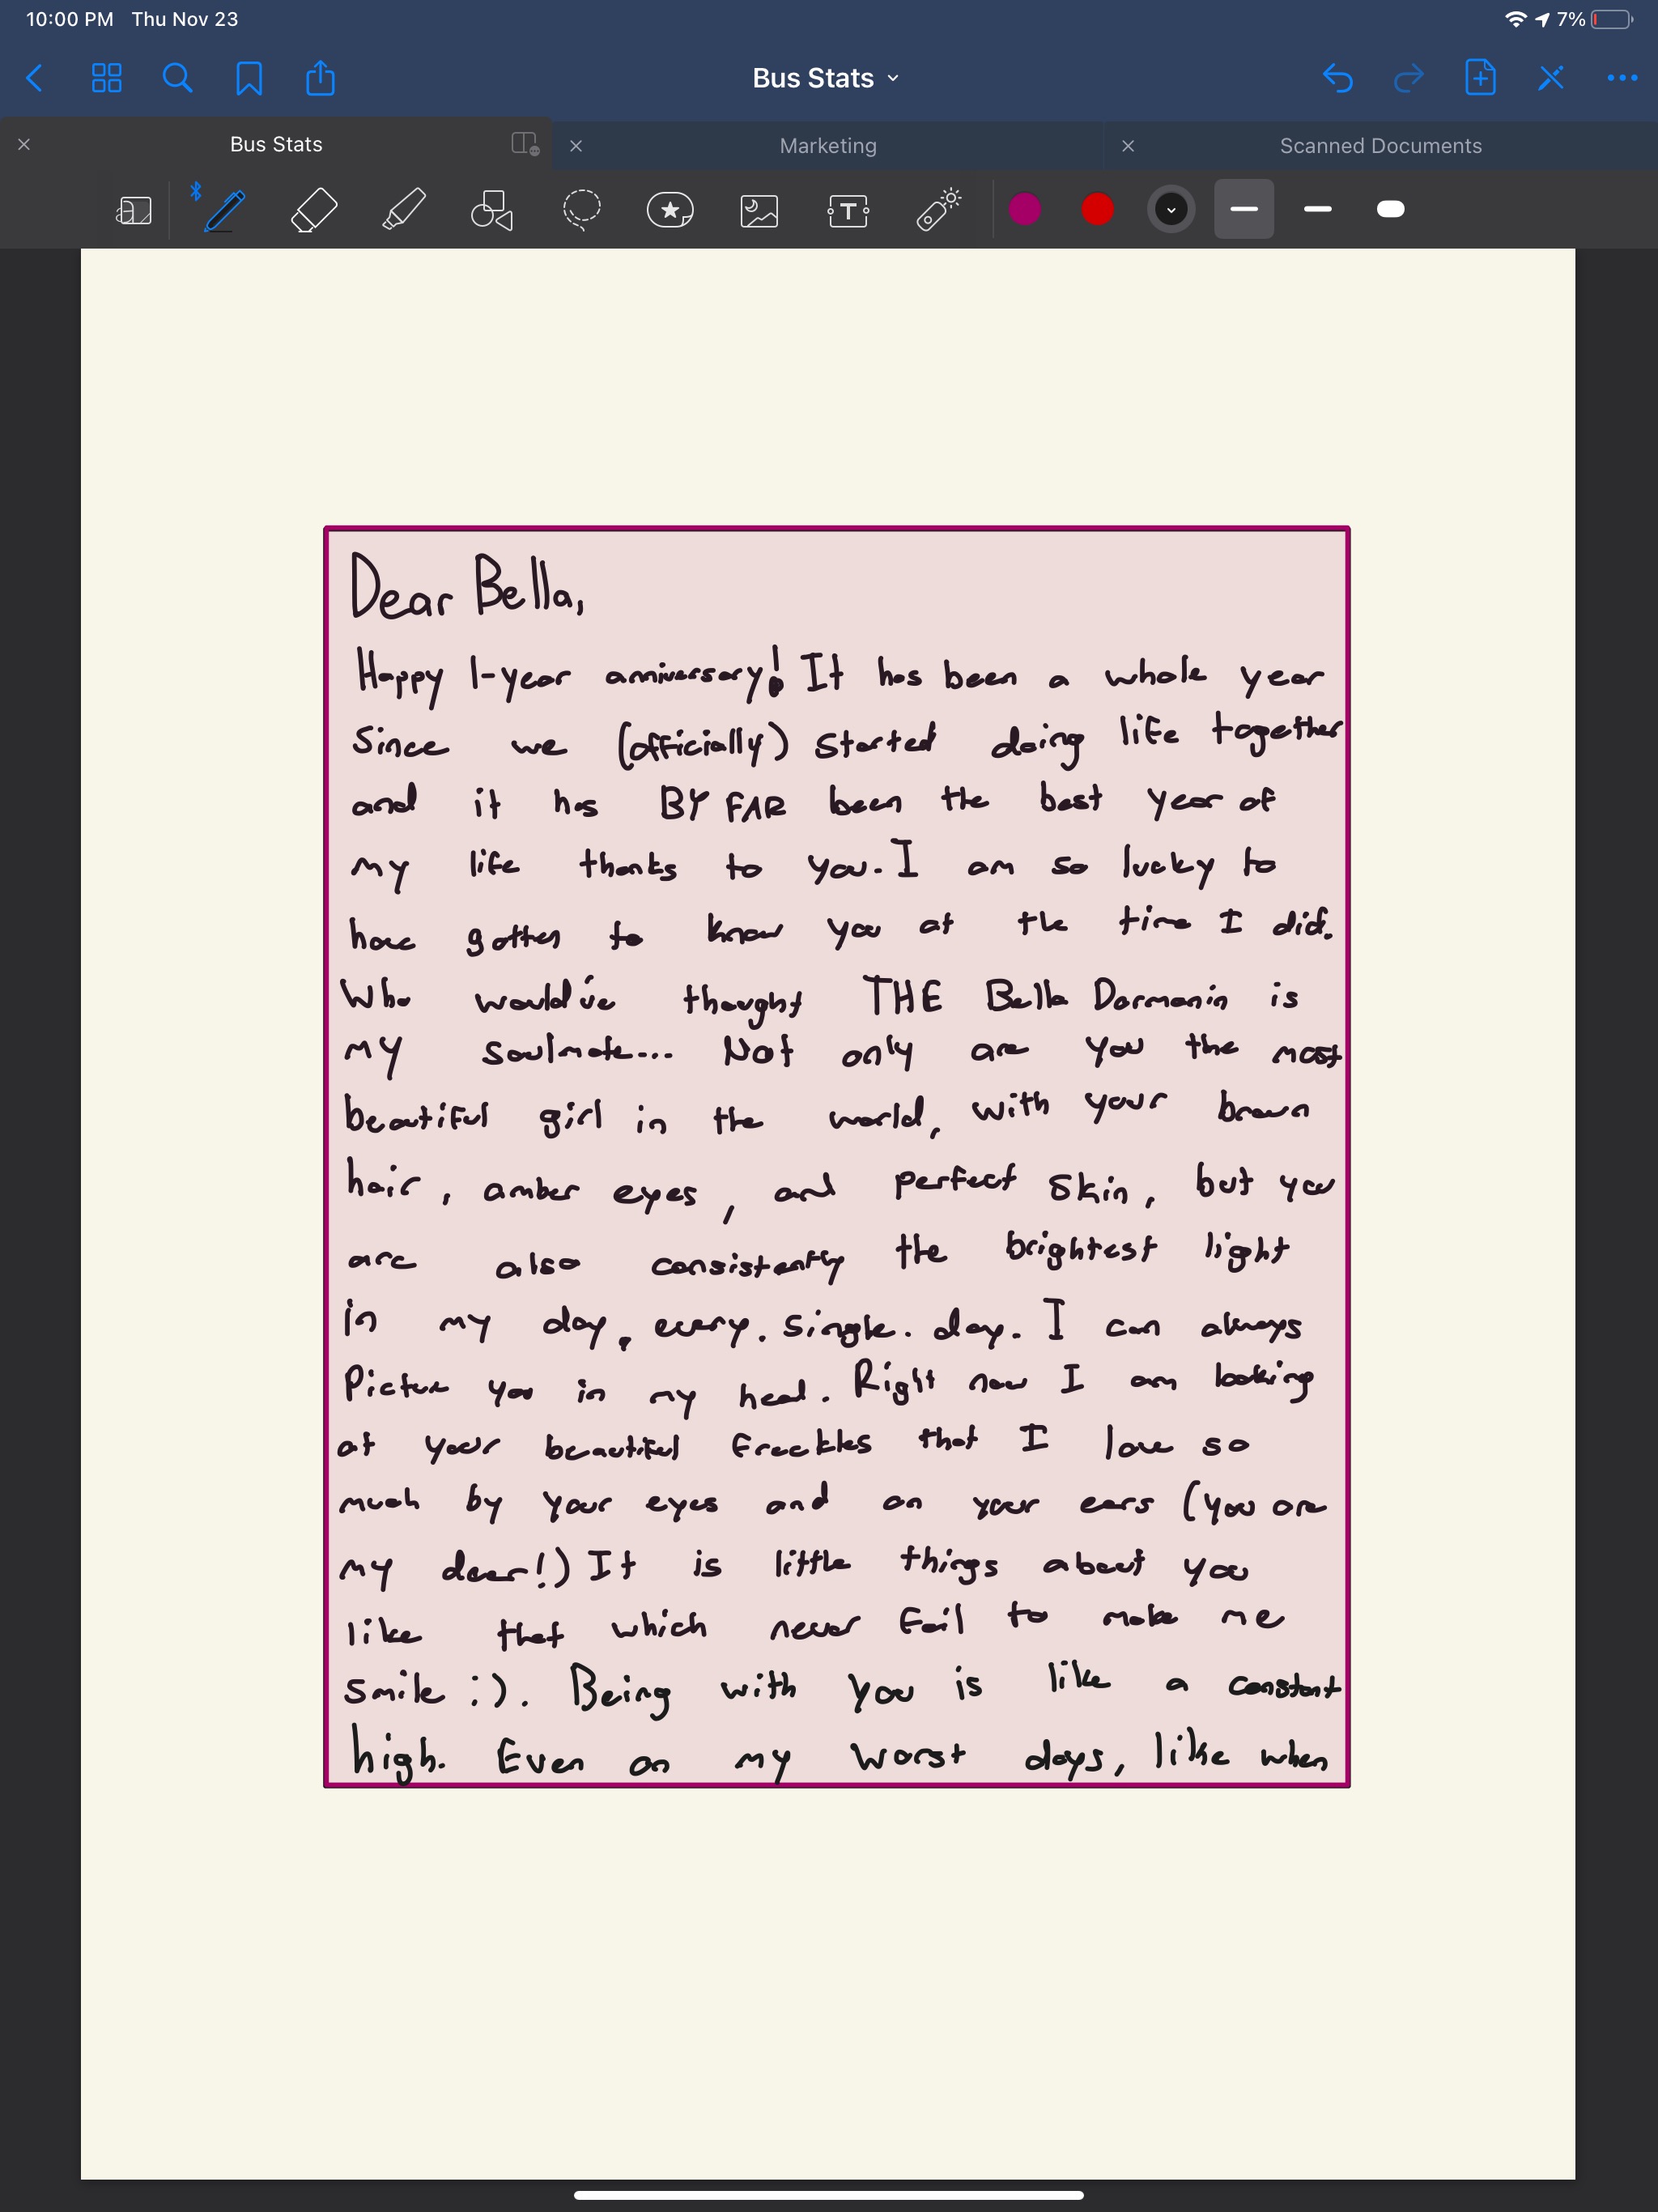 10:00 PM Thu Nov 23 7%
Bus Stats
Bus Stats Marketing Scanned Documents
T
Dear Bella,
Happy 1-year anniversary! It has been a whole year
since we (officially) started doing life together
and it has BY FAR been the best year of
my life thanks to you. I am so lucky to
have gotten to know you at the time I did.
Who would've thought THE Bella Darmanin is
my soulmate... Not only are you the most
beautiful girl in the world, with your brown
hair, amber eyes, and perfect skin, but you
are also consistently the brightest light
in my day, every. single. day. I can always
Picture you in my head. Right now I am looking
at your beautiful freckles that I love so
much by your eyes and on your ears (you are
my deer!) It is little things about you
like that which never fail to make me
smile :). Being with you is like a constant
high. Even on my worst days, like when